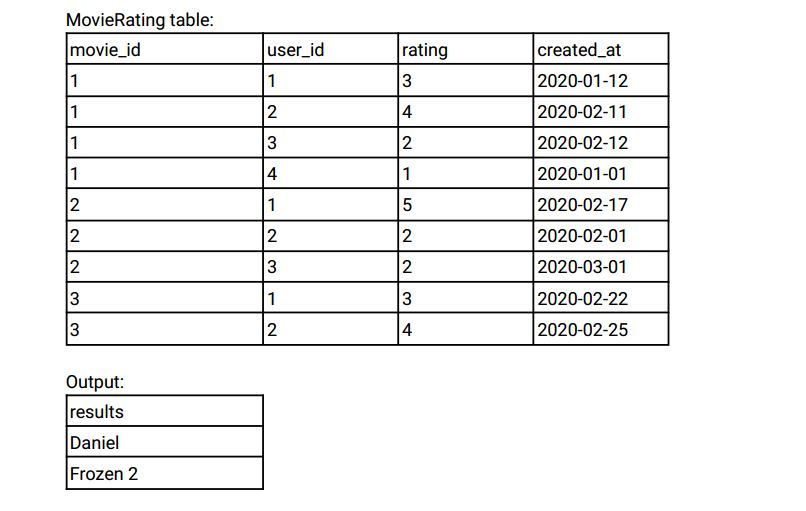 MovieRating table:
movie_id user_id rating created_at
1 1 3 2020-01-12
1 2 4 2020-02-11
1 3 2 2020-02-12
1 4 1 2020-01-01
2 1 5 2020-02-17
2 2 2 2020-02-01
2 3 2 2020-03-01
3 1 3 2020-02-22
3 2 4 2020-02-25
Output:
results
Daniel
Frozen 2